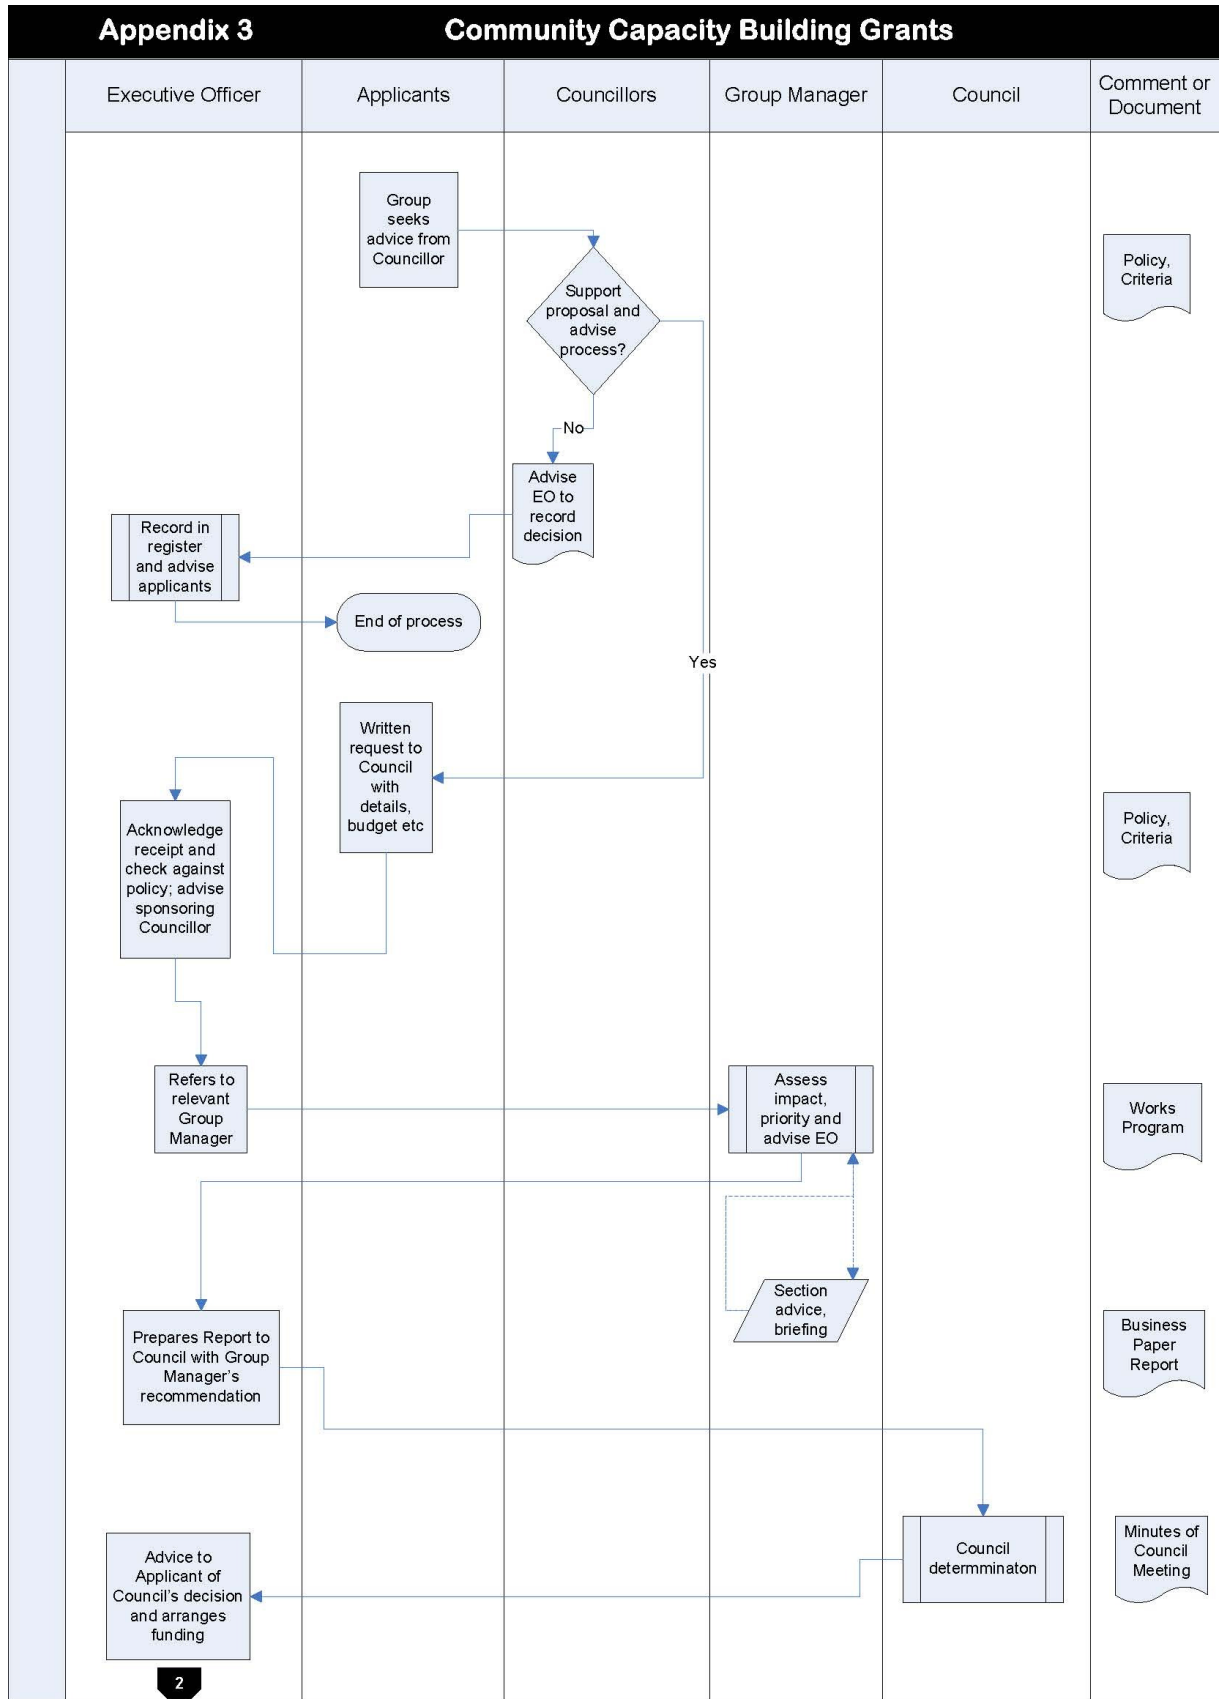 Appendix 3
Community Capacity Building Grants
Executive Officer
Applicants
Councillors
Group Manager
Council
Comment or
Document
Group
seeks
advice from
Councillor
Policy,
Criteria
Support
proposal and
advise
process?
No
Advise
EO to
record
decision
Record in
register
and advise
applicants
End of process
Yes
Written
request to
Council
with
details,
budget etc
Acknowledge
receipt and
check against
policy; advise
sponsoring
Councillor
Policy,
Criteria
Refers to
relevant
Group
Manager
Assess
impact,
priority and
advise EO
Works
Program
Section
advice,
briefing
Prepares Report to
Council with Group
Manager's
recommendation
Business
Paper
Report
Council
determminaton
Minutes of
Council
Meeting
Advice to
Applicant of
Council's decision
and arranges
funding
2